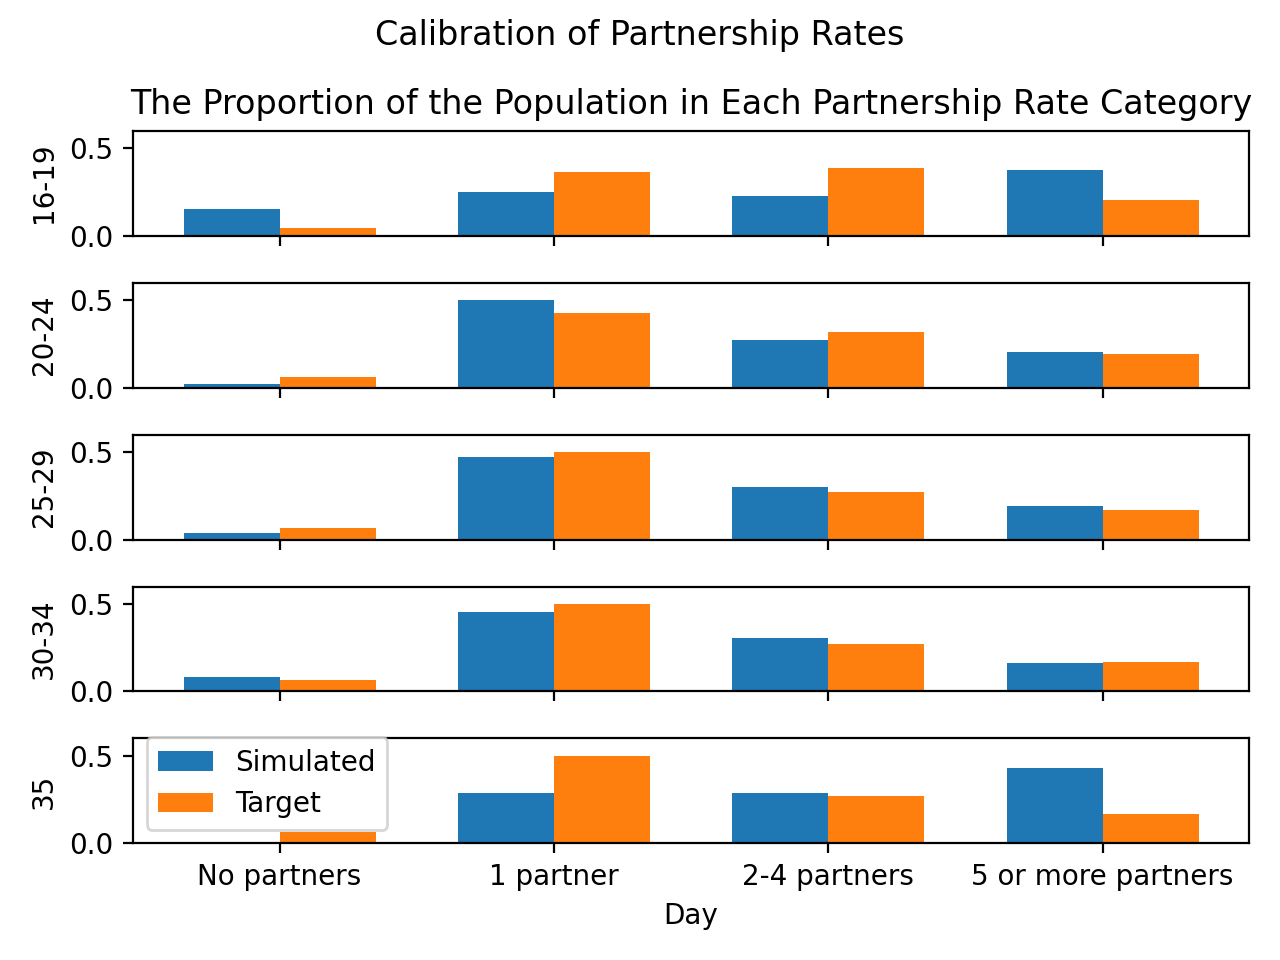 Calibration of Partnership Rates
The Proportion of the Population in Each Partnership Rate Category
0.5
0.0
16-19
0.5
0.0
20-24
0.5
0.0
25-29
0.5
0.0
30-34
0.5
0.0
35
Simulated
Target
No partners
1 partner
2-4 partners
5 or more partners
Day